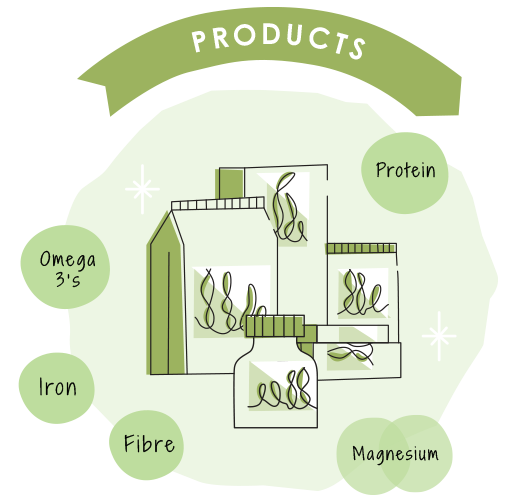 PRODUCTS
Protein
Omega
3's
Iron
Fibre
Magnesium